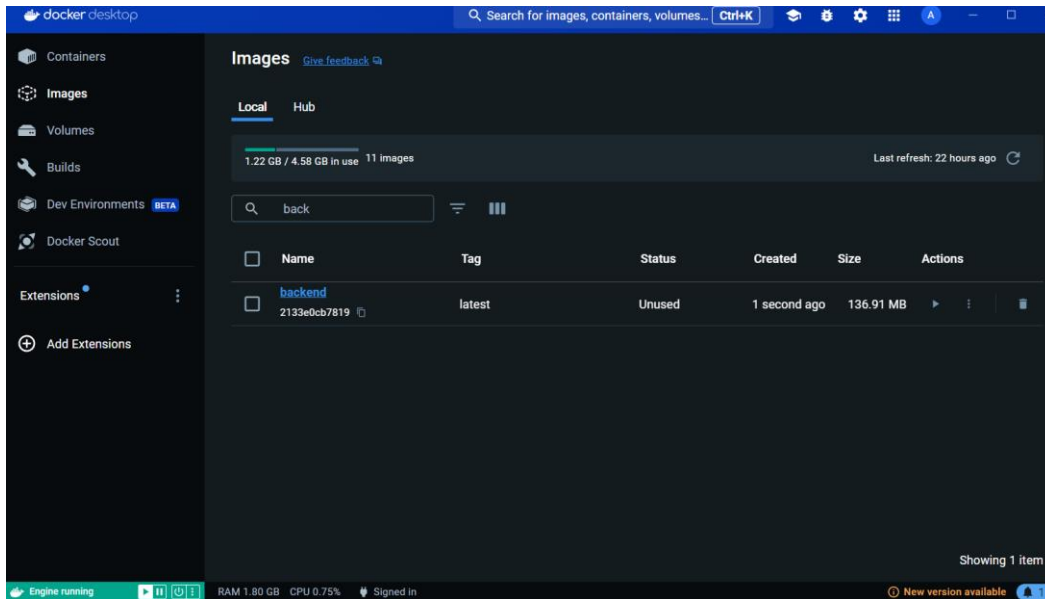 docker desktop
Search for images, containers, volumes... Ctrl+K
A
Containers
Images
Volumes
Builds
Dev Environments BETA
Docker Scout
Extensions
Add Extensions
Images Give feedback
Local Hub
1.22 GB / 4.58 GB in use 11 images
Last refresh: 22 hours ago
back
Name Tag Status Created Size Actions
backend
2133e0cb7819
latest Unused 1 second ago 136.91 MB
Showing 1 item
Engine running
RAM 1.80 GB CPU 0.75% Signed in
New version available
1